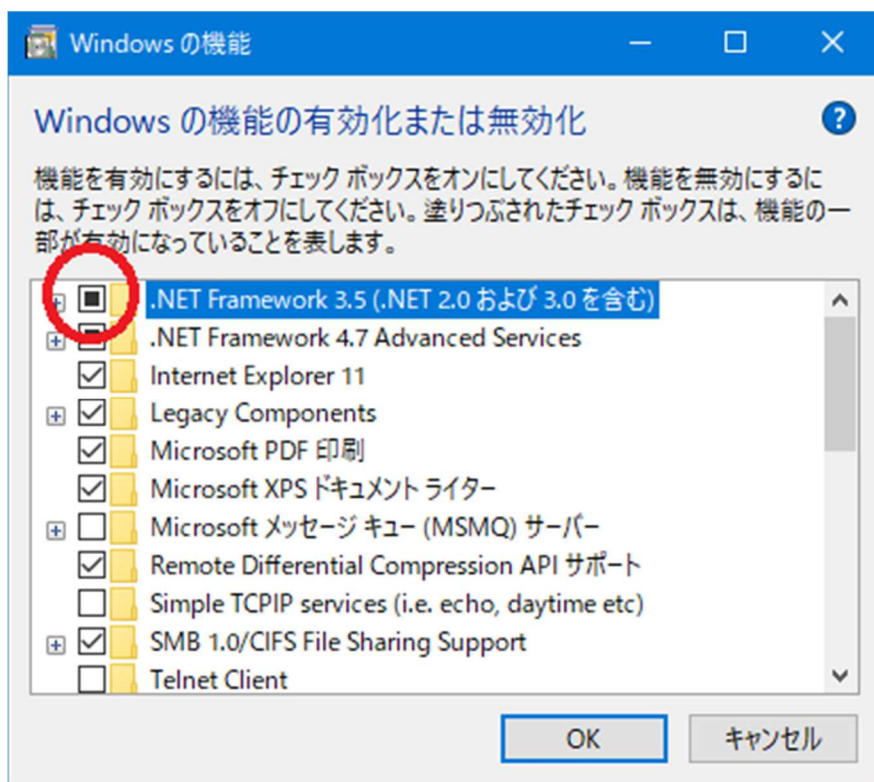 Windows の機能
Windows の機能の有効化または無効化
機能を有効にするには、チェック ボックスをオンにしてください。機能を無効にするに
は、チェック ボックスをオフにしてください。塗りつぶされたチェック ボックスは、機能の一
部が有効になっていることを表します。
.NET Framework 3.5 (.NET 2.0 および 3.0 を含む)
.NET Framework 4.7 Advanced Services
Internet Explorer 11
Legacy Components
Microsoft PDF 印刷
Microsoft XPS ドキュメント ライター
Microsoft メッセージ キュー (MSMQ) サーバー
Remote Differential Compression API サポート
Simple TCPIP services (i.e. echo, daytime etc)
SMB 1.0/CIFS File Sharing Support
Telnet Client
OK
キャンセル